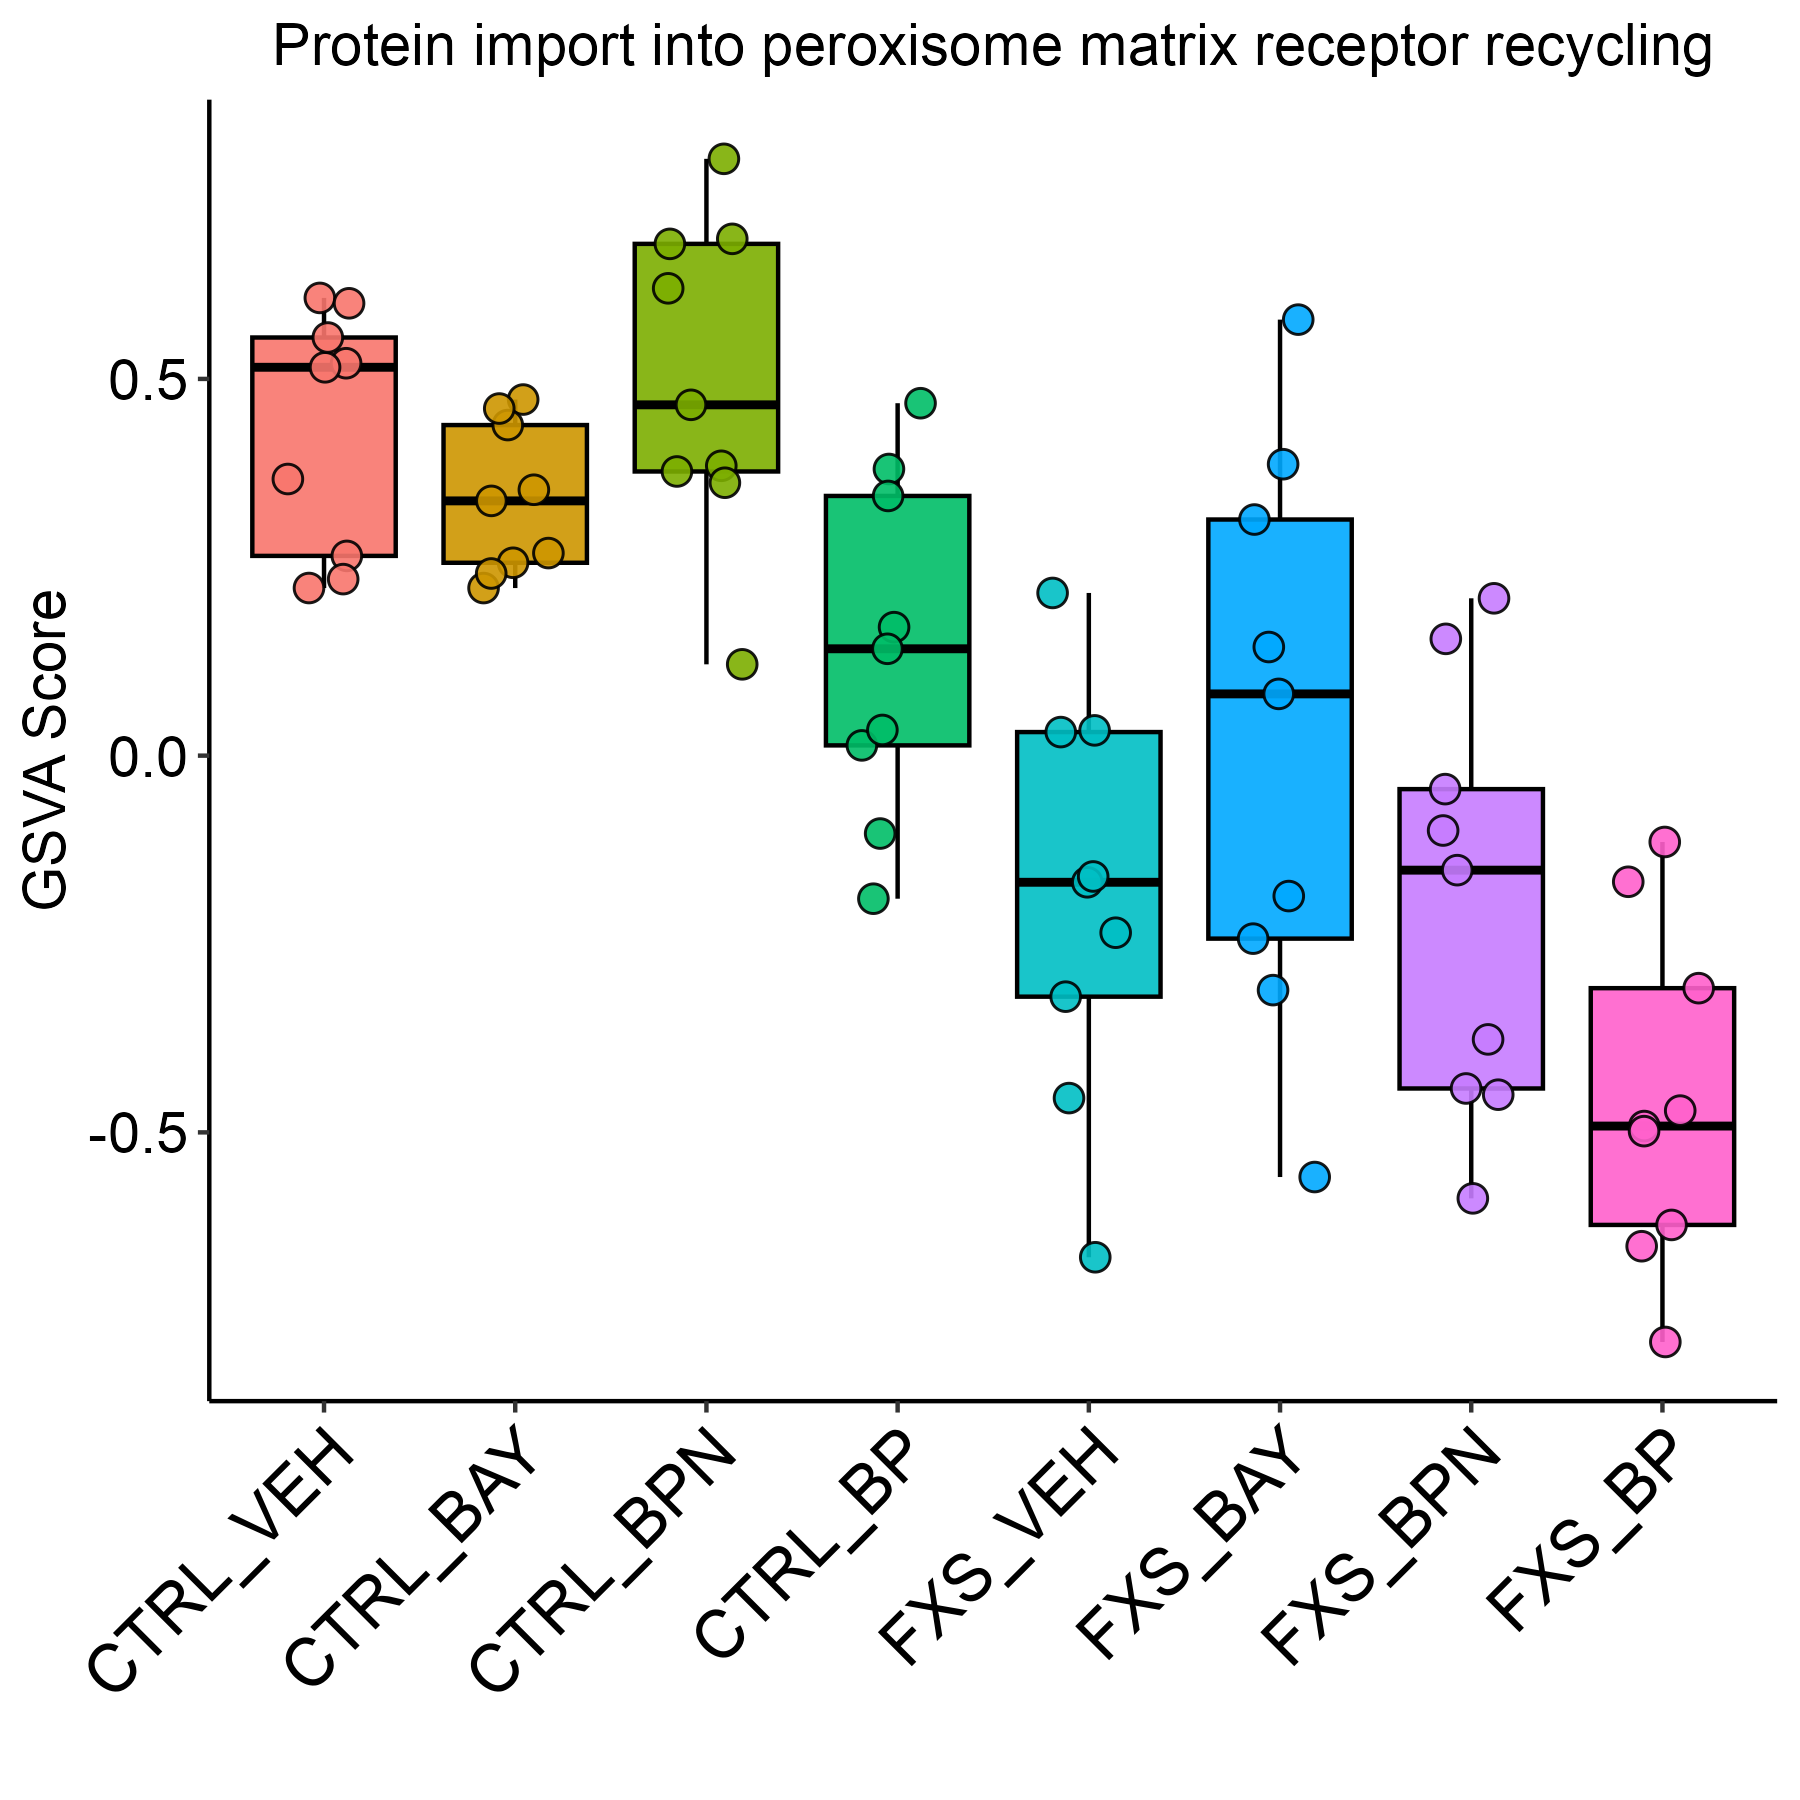 Protein import into peroxisome matrix receptor recycling
GSVA Score
0.5
0.0
-0.5
CTRL_VEH
CTRL_BAY
CTRL_BPN
CTRL_BP
FXS_VEH
FXS_BAY
FXS_BPN
FXS_BP